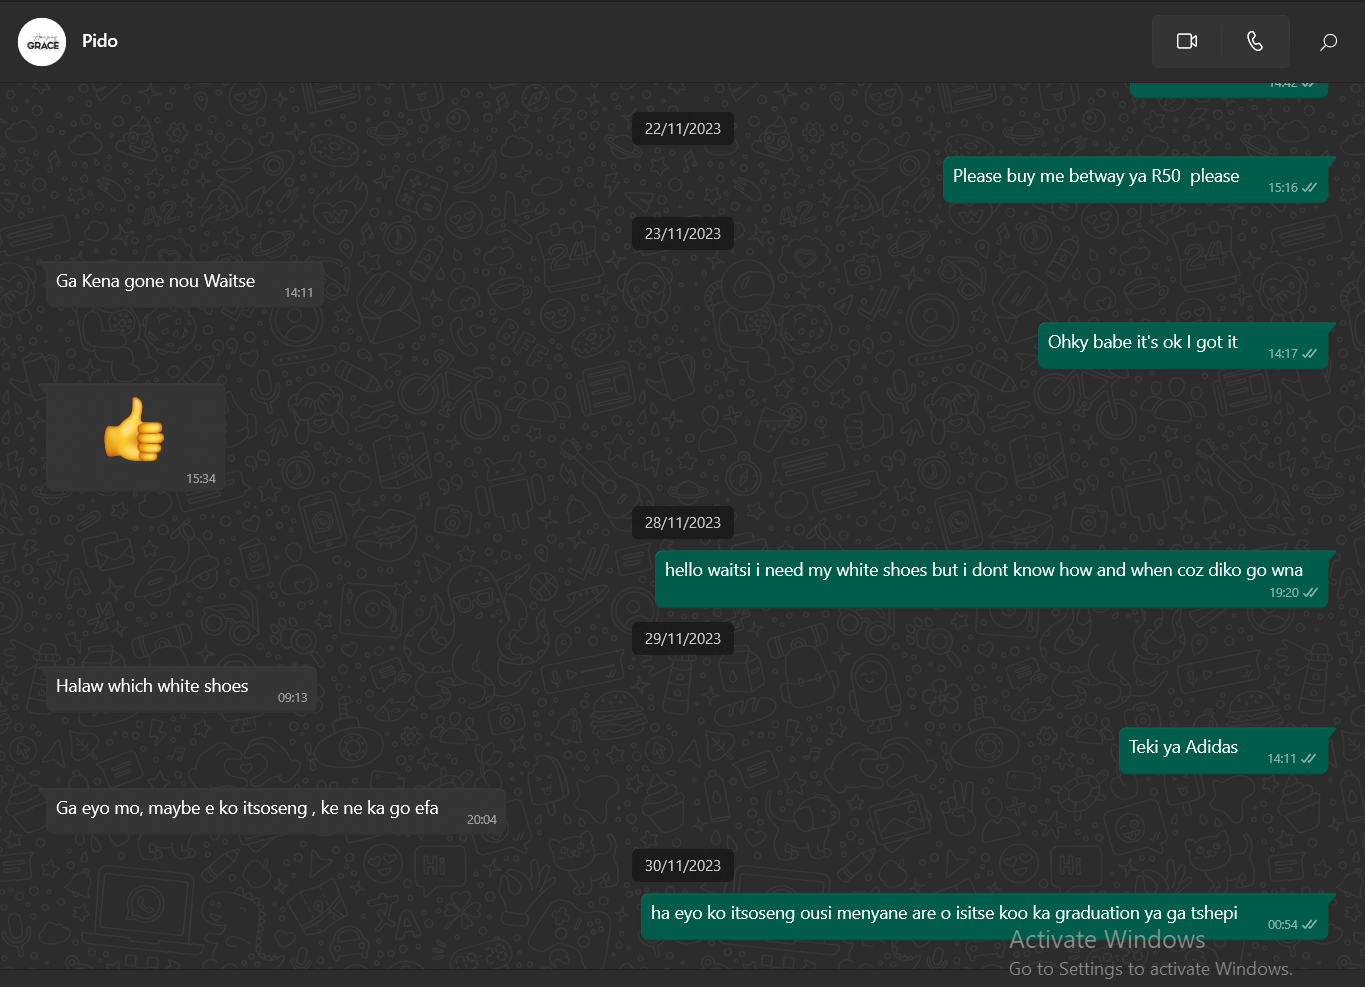 GRACE
Pido
14:42
22/11/2023
Please buy me betway ya R50 please
15:16
23/11/2023
Ga Kena gone nou Waitse
14:11
Ohky babe it's ok I got it
14:17
15:34
28/11/2023
hello waitsi i need my white shoes but i dont know how and when coz diko go wna
19:20
29/11/2023
Halaw which white shoes
09:13
Teki ya Adidas
14:11
Ga eyo mo, maybe e ko itsoseng , ke ne ka go efa
20:04
30/11/2023
ha eyo ko itsoseng ousi menyane are o isitse koo ka graduation ya ga tshepi
00:54
Activate Windows
Go to Settings to activate Windows.